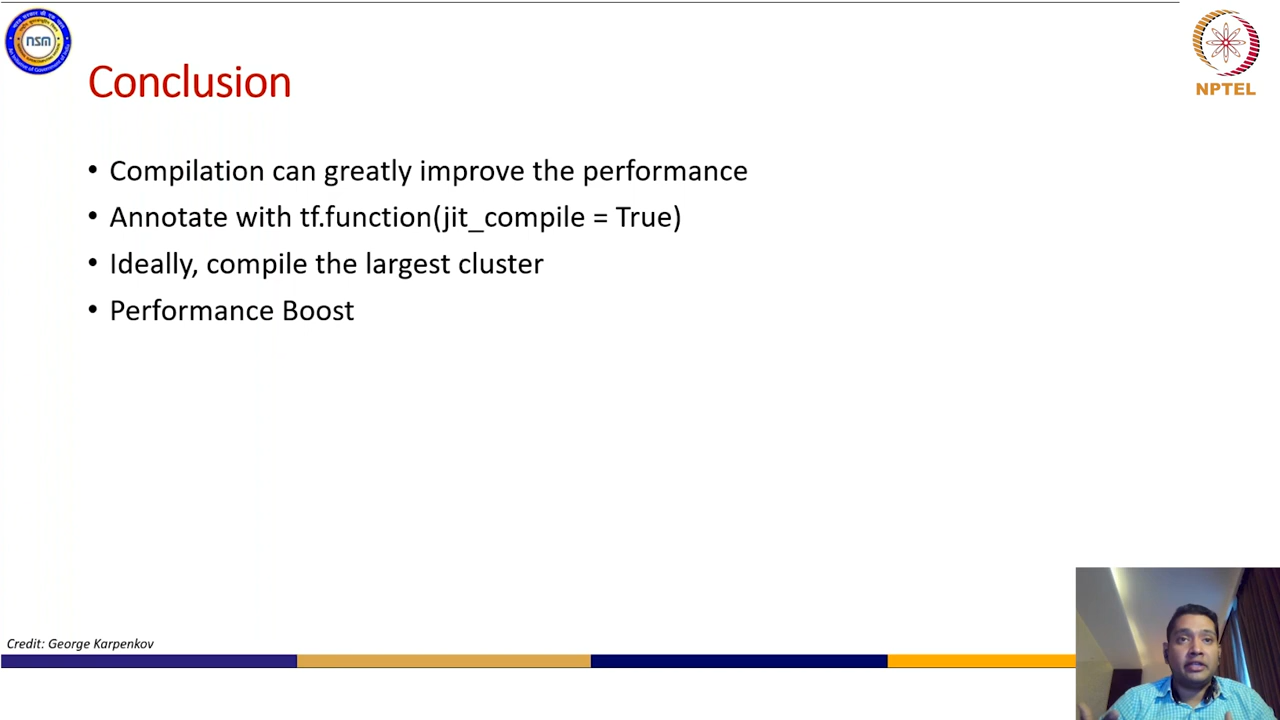 nsm
NPTEL
Conclusion
• Compilation can greatly improve the performance
• Annotate with tf.function(jit_compile = True)
• Ideally, compile the largest cluster
• Performance Boost
Credit: George Karpenkov